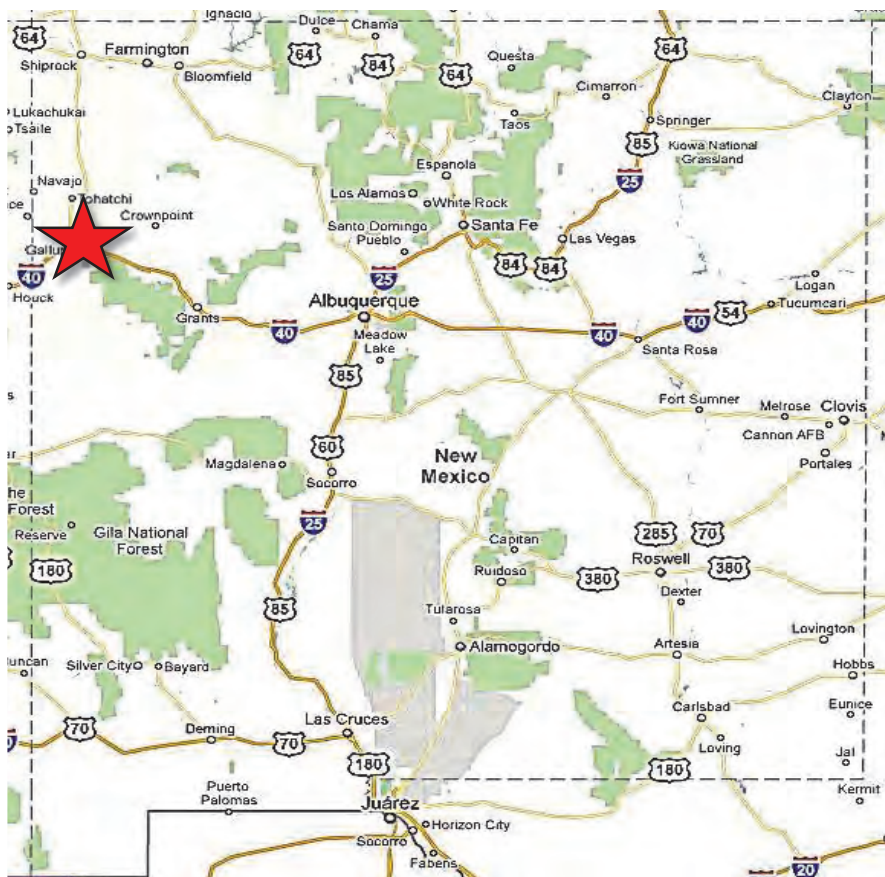 Ignacio
Dulce
Chama
64
Farmington
Shiprock
Bloomfield
64
84
64
Questa
64
Cimarron
Clayton
Lukachukai
Tsaile
Taos
Springer
85
Kiowa National
Grassland
Espanola
25
Navajo
Tohatchi
Los Alamos
White Rock
Crownpoint
Santo Domingo
Pueblo
Santa Fe
Las Vegas
84
84
40
Houck
25
Logan
Albuquerque
Tucumcari
Grants
40
54
40
40
Meadow
Lake
Santa Rosa
85
Fort Sumner
Melrose
Clovis
Cannon AFB
60
New
Mexico
Portales
Magdalena
Socorro
Forest
Reserve
Gila National
Forest
25
285
70
Capitan
Roswell
180
Ruidoso
380
380
Dexter
85
Tularosa
Lovington
Alamogordo
Artesia
Silver City
Bayard
Hobbs
Carlsbad
Eunice
70
Deming
70
Las Cruces
Loving
Jal
180
180
Puerto
Palomas
Juárez
Kermit
Socorro
Horizon City
Fabens
20